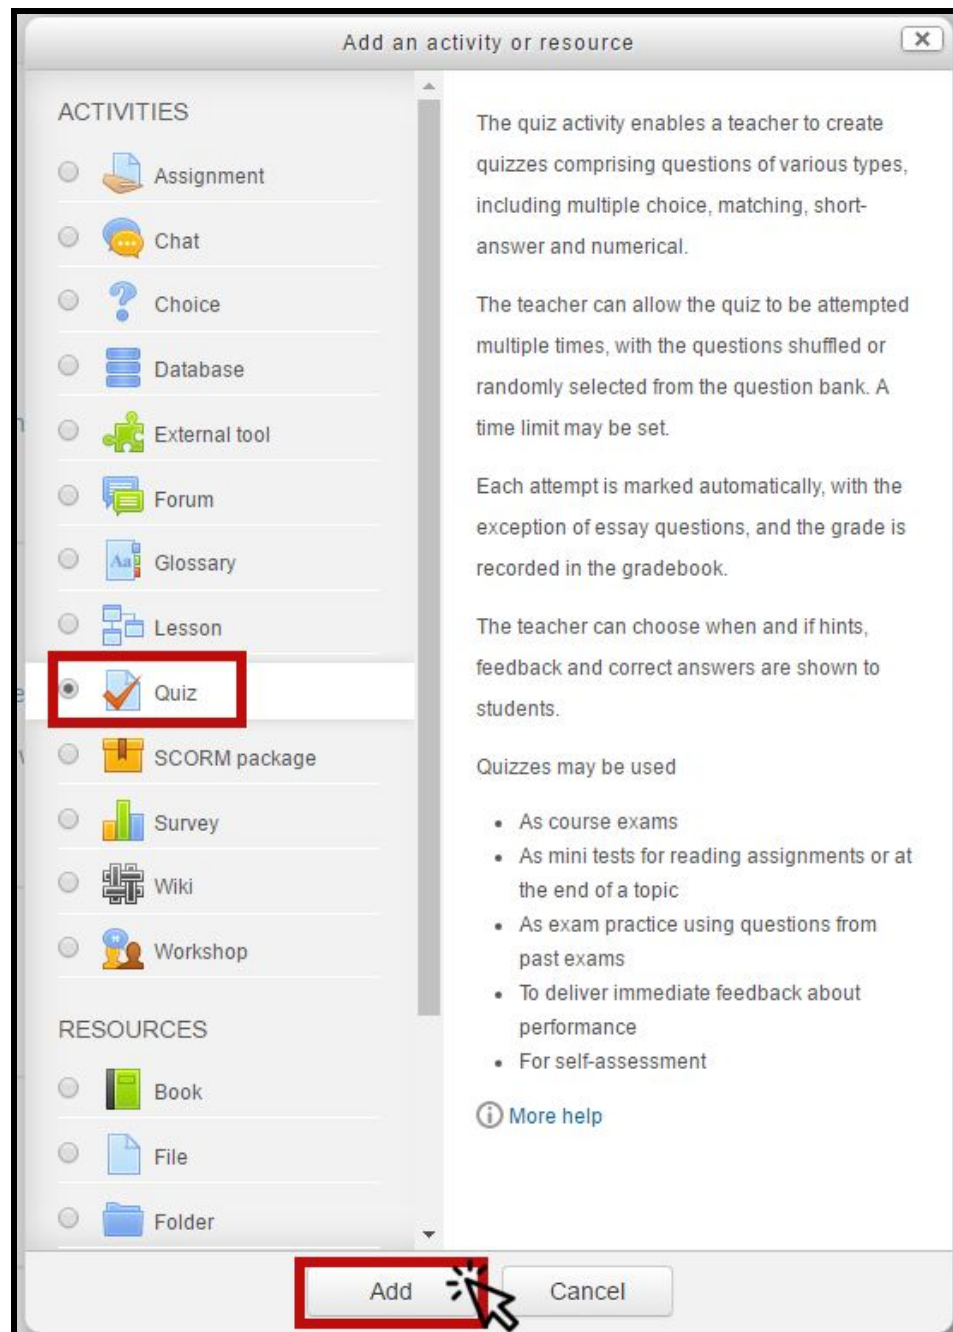 Add an activity or resource
ACTIVITIES
Assignment
Chat
Choice
Database
External tool
Forum
Glossary
Lesson
Quiz
SCORM package
Survey
Wiki
Workshop
RESOURCES
Book
File
Folder
The quiz activity enables a teacher to create
quizzes comprising questions of various types,
including multiple choice, matching, short-
answer and numerical.
The teacher can allow the quiz to be attempted
multiple times, with the questions shuffled or
randomly selected from the question bank. A
time limit may be set.
Each attempt is marked automatically, with the
exception of essay questions, and the grade is
recorded in the gradebook.
The teacher can choose when and if hints,
feedback and correct answers are shown to
students.
Quizzes may be used
• As course exams
• As mini tests for reading assignments or at
the end of a topic
• As exam practice using questions from
past exams
• To deliver immediate feedback about
performance
• For self-assessment
More help
Add
Cancel